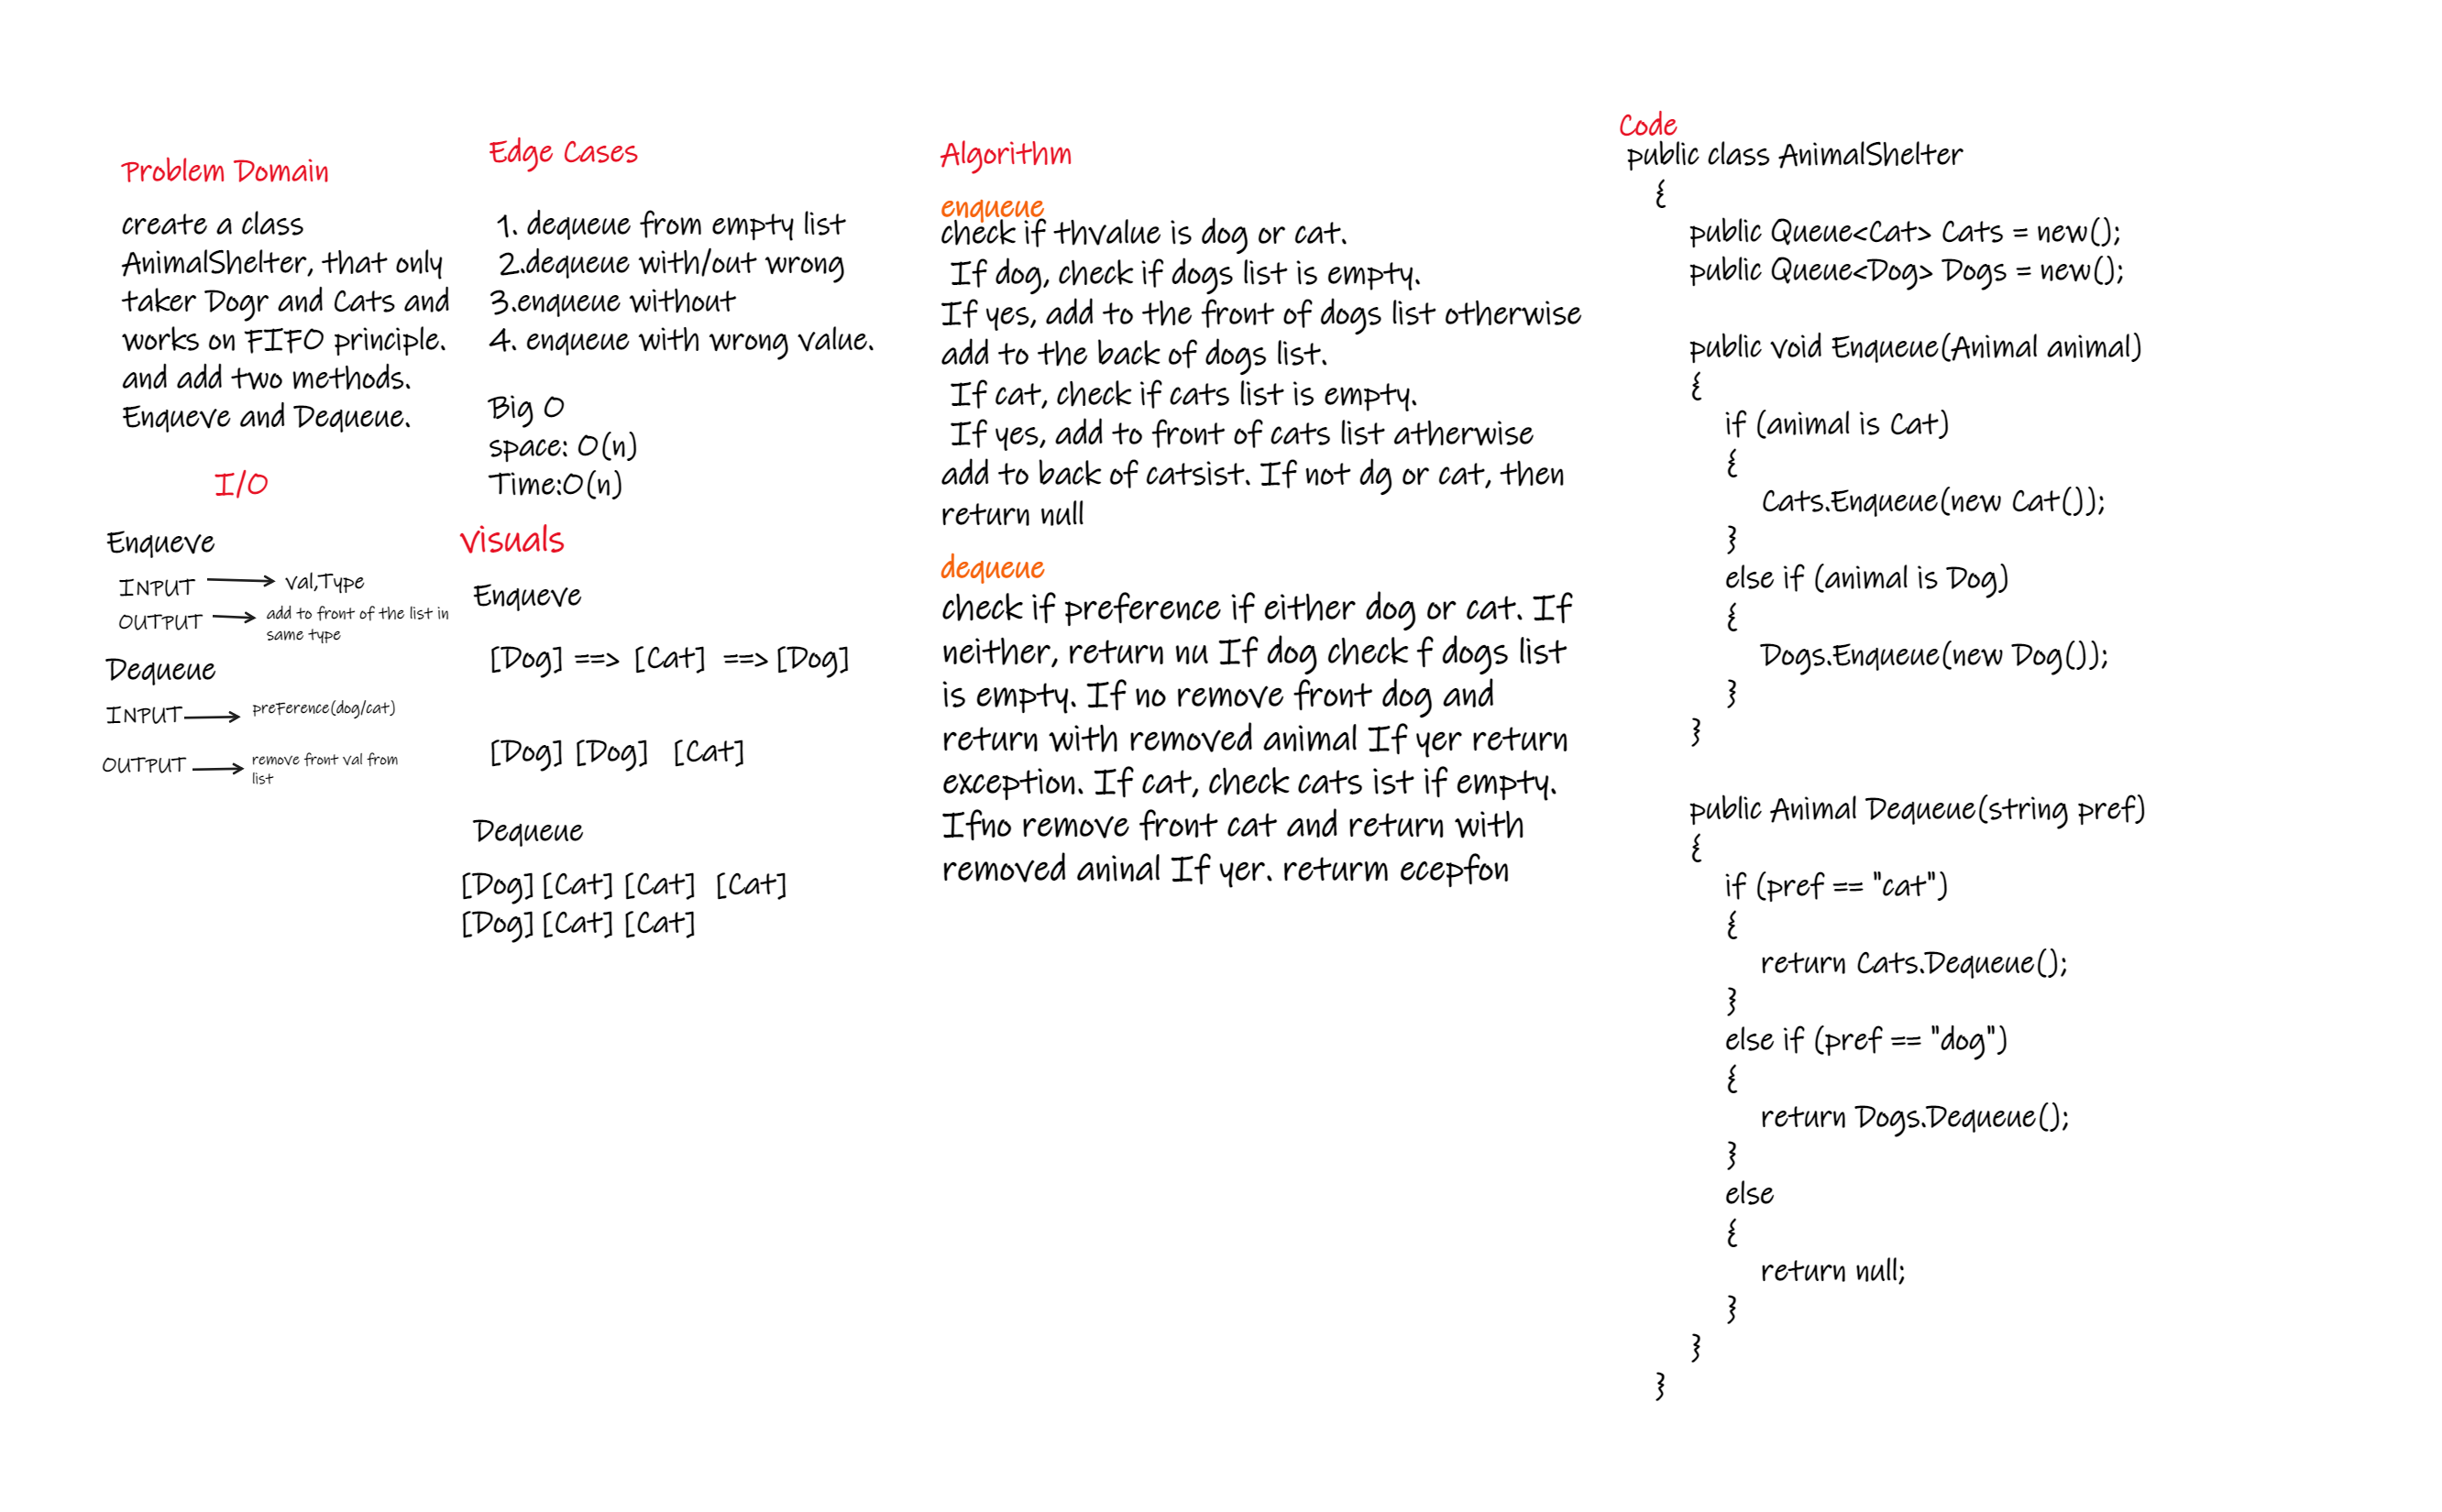 Problem Domain
create a class
AnimalShelter, that only
taker Dogr and Cats and
works on FIFO principle.
and add two methods.
Enqueve and Dequeue.
I/O
Enqueve
INPUT val,Type
OUTPUT add to front of the list in
same type
Dequeue
INPUT preFerence(dog/cat)
OUTPUT remove front val from
list
Edge Cases
1. dequeue from empty list
2.dequeue with/out wrong
3.enqueue without
4. enqueue with wrong value.
Big O
space: O(n)
Time:O(n)
visuals
Enqueve
[Dog] ==> [Cat] ==> [Dog]
[Dog] [Dog] [Cat]
Dequeue
[Dog] [Cat] [Cat] [Cat]
[Dog] [Cat] [Cat]
Algorithm
enqueue
check if thvalue is dog or cat.
If dog, check if dogs list is empty.
If yes, add to the front of dogs list otherwise
add to the back of dogs list.
If cat, check if cats list is empty.
If yes, add to front of cats list atherwise
add to back of catsist. If not dg or cat, then
return null
dequeue
check if preference if either dog or cat. If
neither, return nu If dog check f dogs list
is empty. If no remove front dog and
return with removed animal If yer return
exception. If cat, check cats ist if empty.
Ifno remove front cat and return with
removed aninal If yer. returm ecepfon
Code
public class AnimalShelter
{
public Queue<Cat> Cats = new();
public Queue<Dog> Dogs = new();
public void Enqueue(Animal animal)
{
if (animal is Cat)
{
Cats.Enqueue(new Cat());
}
else if (animal is Dog)
{
Dogs.Enqueue(new Dog());
}
}
public Animal Dequeue(string pref)
{
if (pref == "cat")
{
return Cats.Dequeue();
}
else if (pref == "dog")
{
return Dogs.Dequeue();
}
else
{
return null;
}
}
}